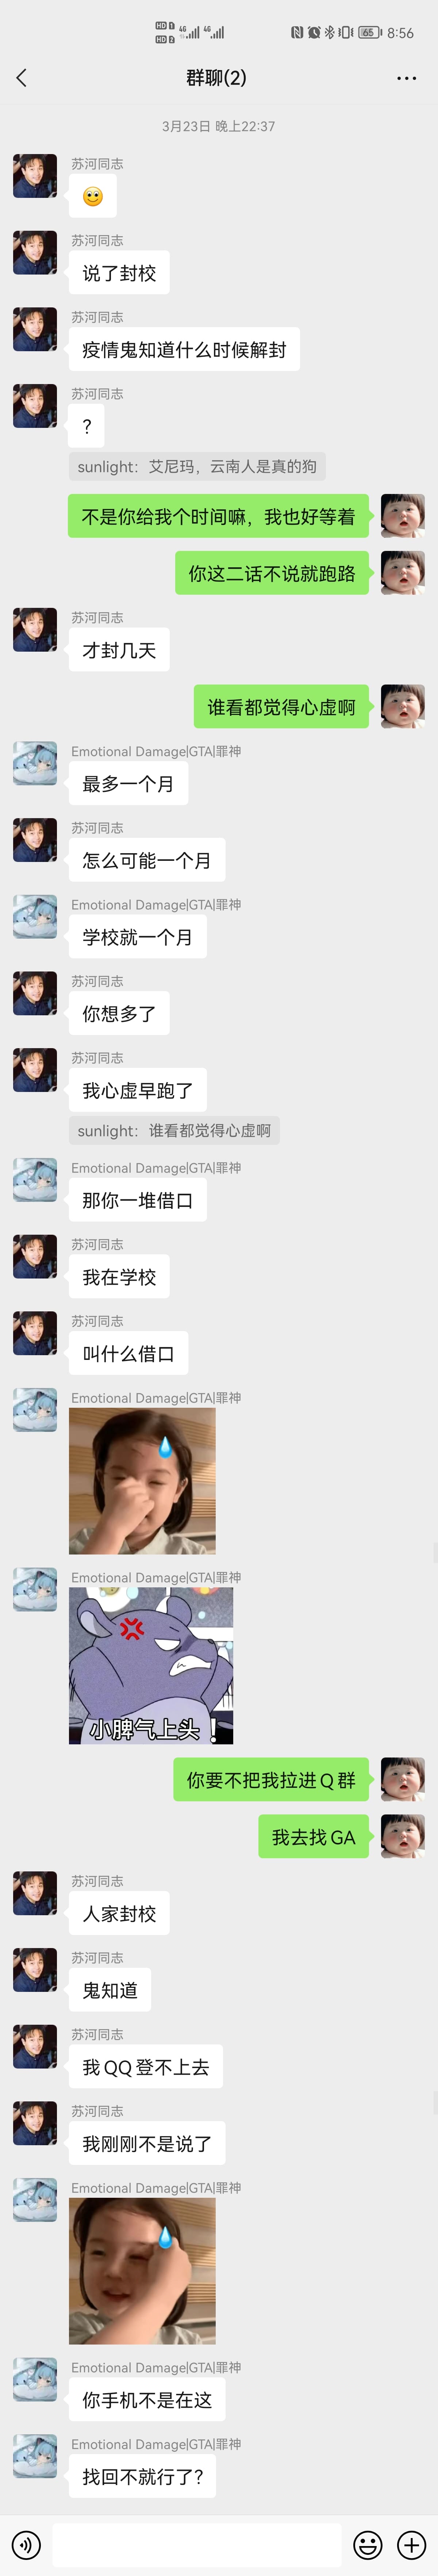 HD 1 4G 4G
HD 2
65 8:56
群聊(2)
3月23日 晚上22:37
苏河同志
苏河同志
说了封校
苏河同志
疫情鬼知道什么时候解封
苏河同志
?
sunlight：艾尼玛，云南人是真的狗
不是你给我个时间嘛，我也好等着
你这二话不说就跑路
苏河同志
才封几天
谁看都觉得心虚啊
Emotional Damage|GTA|罪神
最多一个月
苏河同志
怎么可能一个月
Emotional Damage|GTA|罪神
学校就一个月
苏河同志
你想多了
苏河同志
我心虚早跑了
sunlight：谁看都觉得心虚啊
Emotional Damage|GTA|罪神
那你一堆借口
苏河同志
我在学校
苏河同志
叫什么借口
Emotional Damage|GTA|罪神
Emotional Damage|GTA|罪神
小脾气上头！
你要不把我拉进Q群
我去找GA
苏河同志
人家封校
苏河同志
鬼知道
苏河同志
我QQ登不上去
苏河同志
我刚刚不是说了
Emotional Damage|GTA|罪神
Emotional Damage|GTA|罪神
你手机不是在这
Emotional Damage|GTA|罪神
找回不就行了?